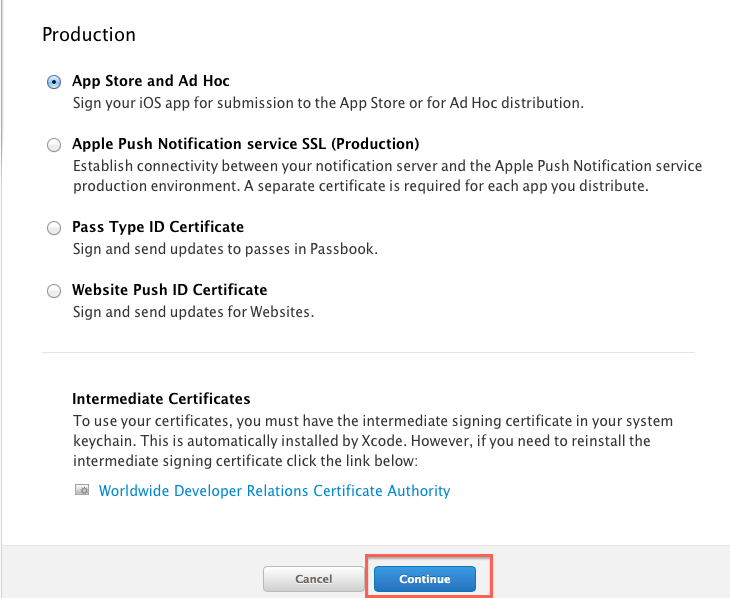 Production
App Store and Ad Hoc
Sign your iOS app for submission to the App Store or for Ad Hoc distribution.
Apple Push Notification service SSL (Production)
Establish connectivity between your notification server and the Apple Push Notification service
production environment. A separate certificate is required for each app you distribute.
Pass Type ID Certificate
Sign and send updates to passes in Passbook.
Website Push ID Certificate
Sign and send updates for Websites.
Intermediate Certificates
To use your certificates, you must have the intermediate signing certificate in your system
keychain. This is automatically installed by Xcode. However, if you need to reinstall the
intermediate signing certificate click the link below:
Worldwide Developer Relations Certificate Authority
Cancel
Continue